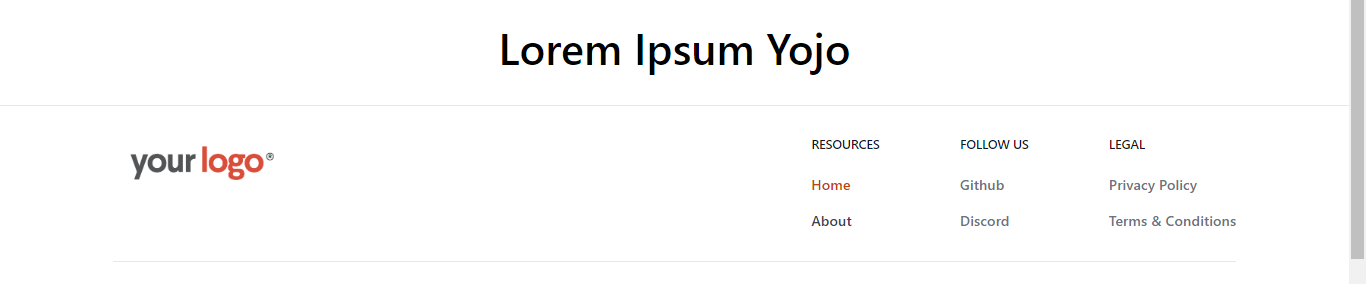 Lorem Ipsum Yojo
your logo®
RESOURCES
Home
About
FOLLOW US
Github
Discord
LEGAL
Privacy Policy
Terms & Conditions